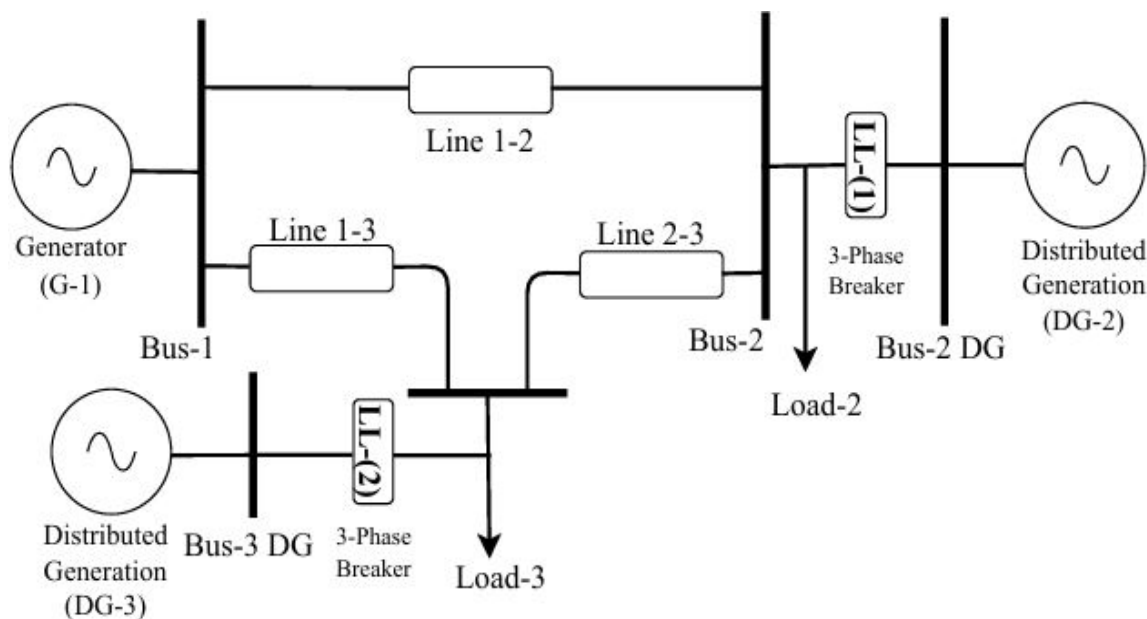 Line 1-2
LL-(1)
Generator
(G-1)
Line 1-3
Line 2-3
3-Phase
Breaker
Distributed
Generation
(DG-2)
Bus-1
Bus-2
Bus-2 DG
Load-2
LL-(2)
Distributed
Generation
(DG-3)
Bus-3 DG
3-Phase
Breaker
Load-3